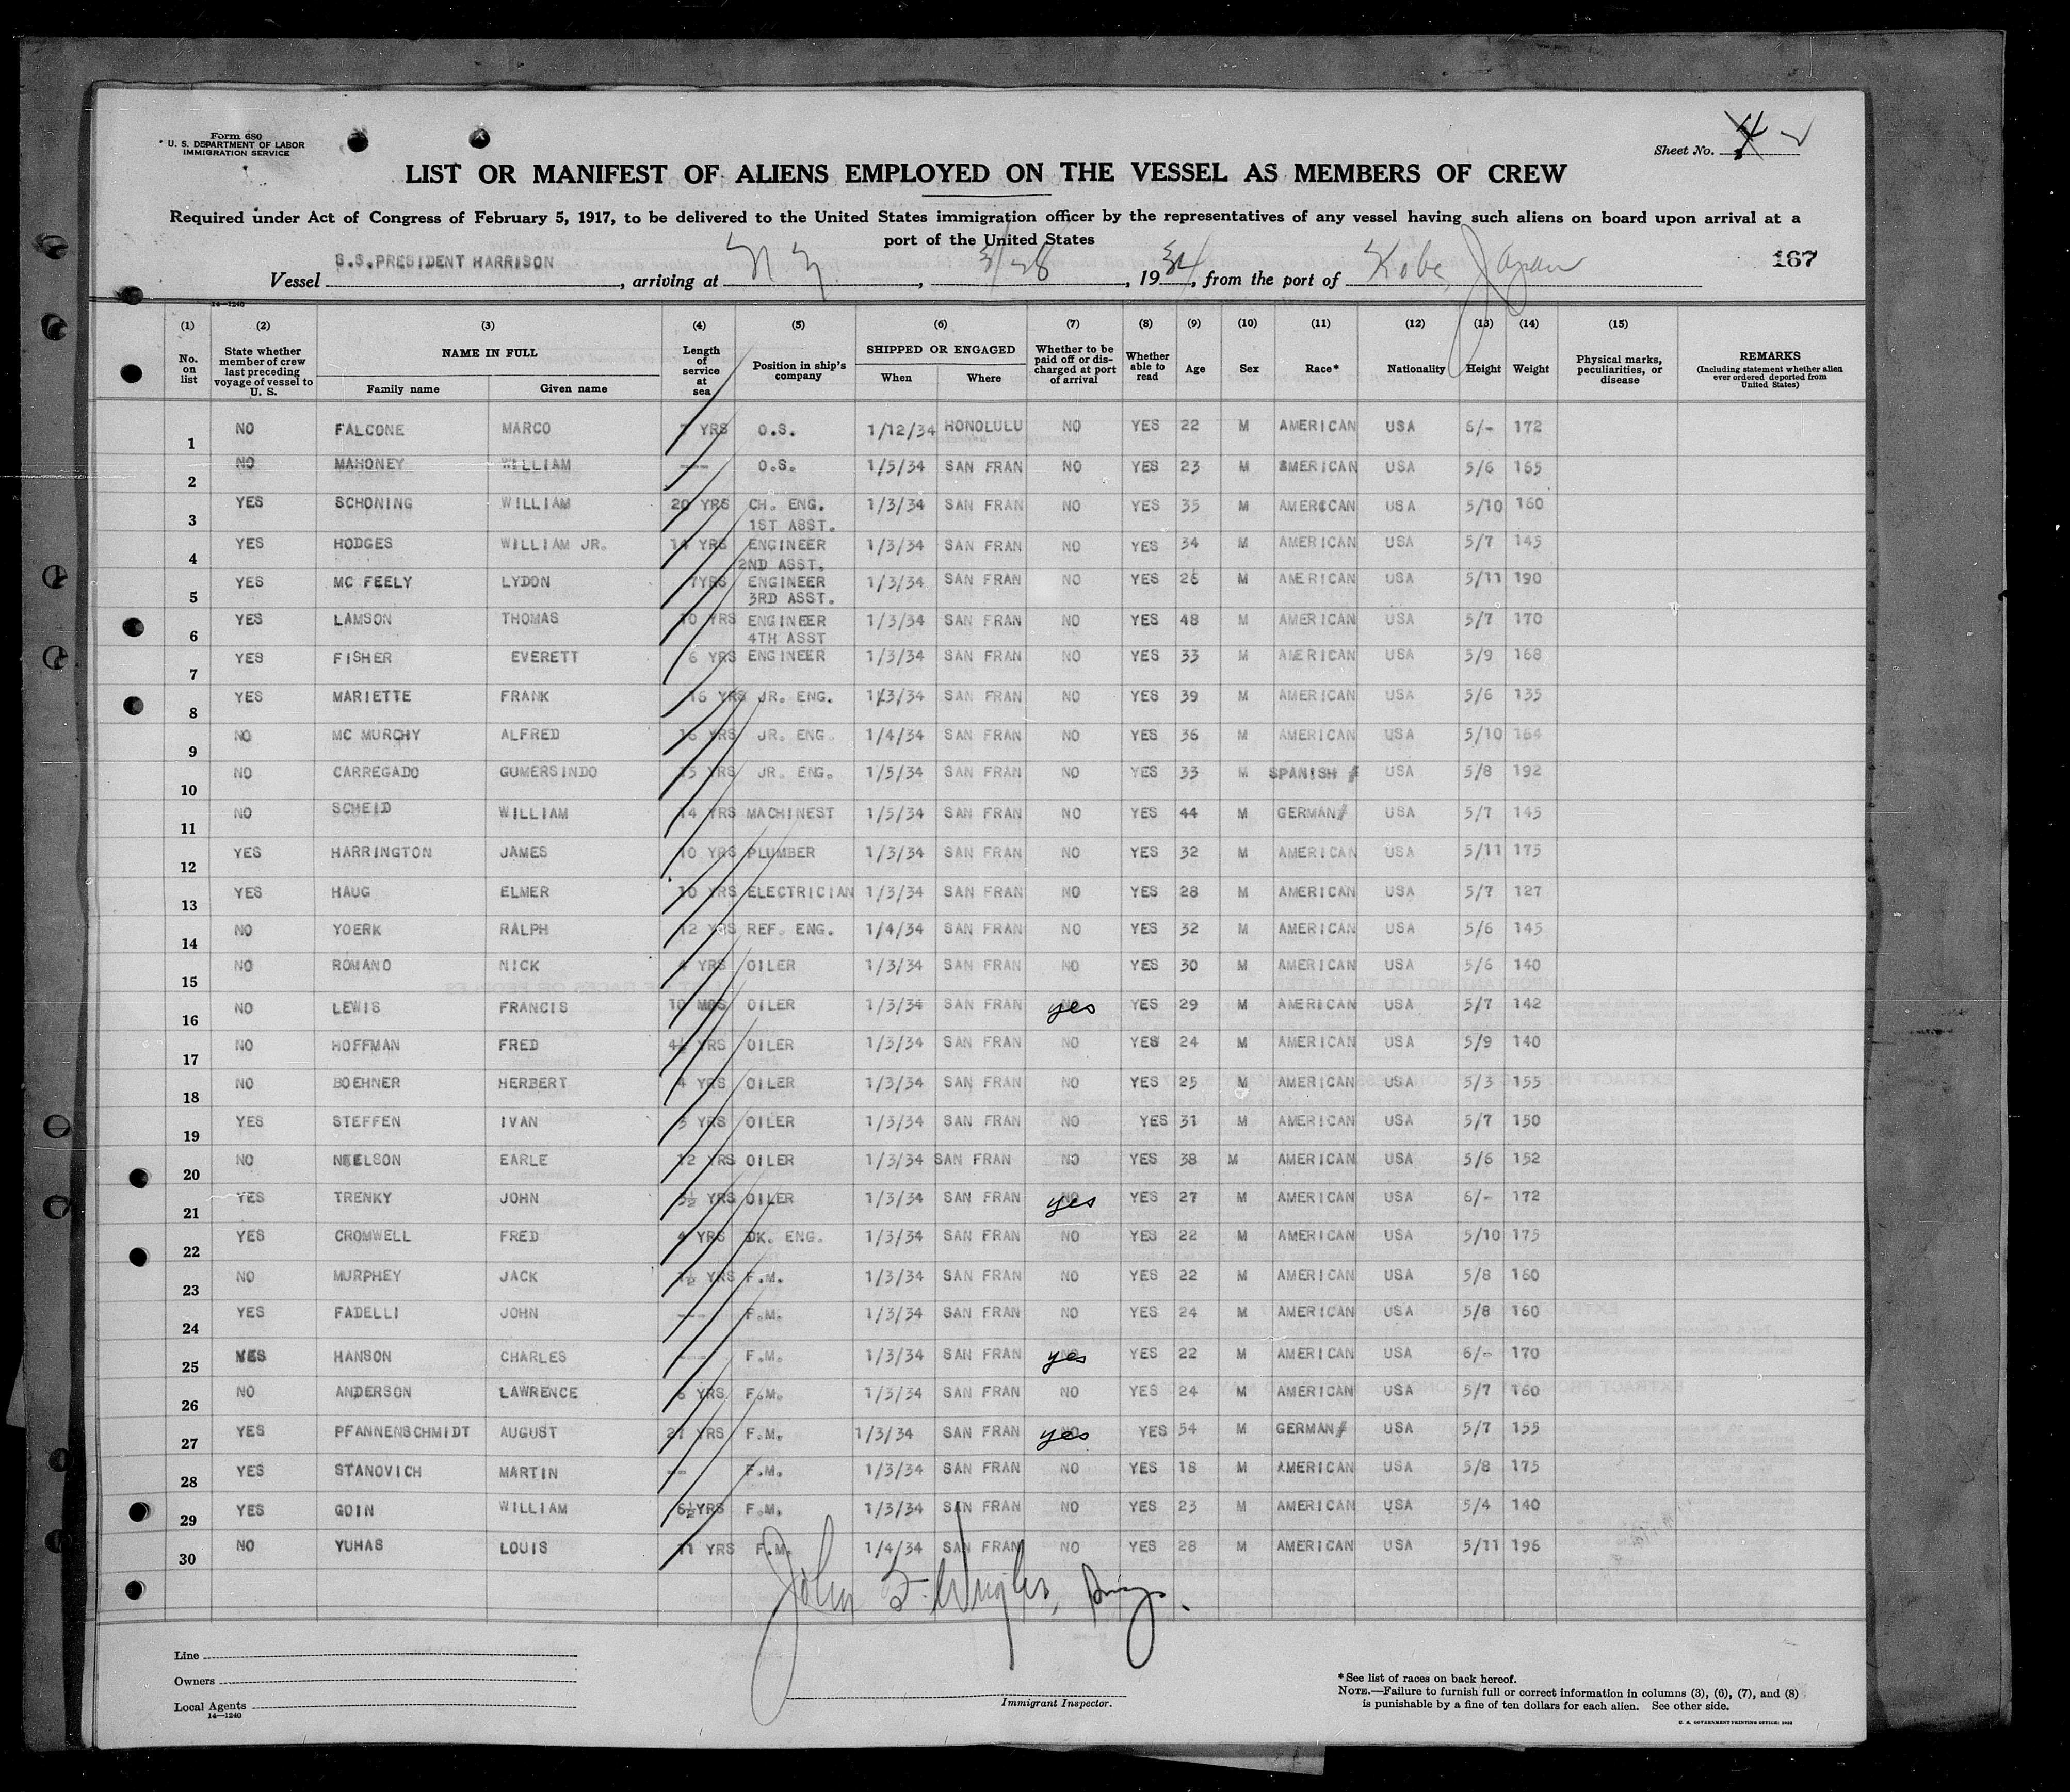 Form 680
U. S. DEPARTMENT OF LABOR
IMMIGRATION SERVICE
Sheet No.
LIST OR MANIFEST OF ALIENS EMPLOYED ON THE VESSEL AS MEMBERS OF CREW
Required under Act of Congress of February 5, 1917, to be delivered to the United States immigration officer by the representatives of any vessel having such aliens on board upon arrival at a
port of the United States
167
Vessel S.S.PRESIDENT HARRISON, arriving at N Y., 3/28, 1934, from the port of Kobe, Japan
14—1240
(1) (2) (3) (4) (5) (6) (7) (8) (9) (10) (11) (12) (13) (14) (15)
No. on list State whether member of crew last preceding voyage of vessel to U. S. NAME IN FULL Family name Given name Length of service at sea Position in ship's company SHIPPED OR ENGAGED When Where Whether to be paid off or discharged at port of arrival Whether able to read Age Sex Race* Nationality Height Weight Physical marks, peculiarities, or disease REMARKS (Including statement whether alien ever ordered deported from United States)
1 NO FALCONE MARCO 7 YRS O.S. 1/12/34 HONOLULU NO YES 22 M AMERICAN USA 6/- 172
2 NO MAHONEY WILLIAM --- O.S. 1/5/34 SAN FRAN NO YES 23 M AMERICAN USA 5/6 165
3 YES SCHONING WILLIAM 20 YRS CH. ENG. 1/3/34 SAN FRAN NO YES 35 M AMERICAN USA 5/10 160
1ST ASST.
4 YES HODGES WILLIAM JR. 14 YRS ENGINEER 1/3/34 SAN FRAN NO YES 34 M AMERICAN USA 5/7 145
2ND ASST.
5 YES MC FEELY LYDON 7YRS ENGINEER 1/3/34 SAN FRAN NO YES 26 M AMERICAN USA 5/11 190
3RD ASST.
6 YES LAMSON THOMAS 10 YRS ENGINEER 1/3/34 SAN FRAN NO YES 48 M AMERICAN USA 5/7 170
4TH ASST
7 YES FISHER EVERETT 6 YRS ENGINEER 1/3/34 SAN FRAN NO YES 33 M AMERICAN USA 5/9 168
8 YES MARIETTE FRANK 16 YRS JR. ENG. 1/3/34 SAN FRAN NO YES 39 M AMERICAN USA 5/6 135
9 NO MC MURCHY ALFRED 16 YRS JR. ENG. 1/4/34 SAN FRAN NO YES 36 M AMERICAN USA 5/10 164
10 NO CARREGADO GUMERSINDO 15 YRS JR. ENG. 1/5/34 SAN FRAN NO YES 33 M SPANISH # USA 5/8 192
11 NO SCHEID WILLIAM 14 YRS MACHINEST 1/5/34 SAN FRAN NO YES 44 M GERMAN# USA 5/7 145
12 YES HARRINGTON JAMES 10 YRS PLUMBER 1/3/34 SAN FRAN NO YES 32 M AMERICAN USA 5/11 175
13 YES HAUG ELMER 10 YRS ELECTRICIAN 1/3/34 SAN FRAN NO YES 28 M AMERICAN USA 5/7 127
14 NO YOERK RALPH 12 YRS REF. ENG. 1/4/34 SAN FRAN NO YES 32 M AMERICAN USA 5/6 145
15 NO ROMANO NICK 4 YRS OILER 1/3/34 SAN FRAN NO YES 30 M AMERICAN USA 5/6 140
16 NO LEWIS FRANCIS 10 MOS OILER 1/3/34 SAN FRAN yes YES 29 M AMERICAN USA 5/7 142
17 NO HOFFMAN FRED 4½ YRS OILER 1/3/34 SAN FRAN NO YES 24 M AMERICAN USA 5/9 140
18 NO BOEHNER HERBERT 4 YRS OILER 1/3/34 SAN FRAN NO YES 25 M AMERICAN USA 5/3 155
19 YES STEFFEN IVAN 3 YRS OILER 1/3/34 SAN FRAN NO YES 31 M AMERICAN USA 5/7 150
20 NO NEELSON EARLE 12 YRS OILER 1/3/34 SAN FRAN NO YES 38 M AMERICAN USA 5/6 152
21 YES TRENKY JOHN 3½ YRS OILER 1/3/34 SAN FRAN yes YES 27 M AMERICAN USA 6/- 172
22 YES CROMWELL FRED 4 YRS DK. ENG. 1/3/34 SAN FRAN NO YES 22 M AMERICAN USA 5/10 175
23 NO MURPHEY JACK 1½ YRS F.M. 1/3/34 SAN FRAN NO YES 22 M AMERICAN USA 5/8 160
24 YES FADELLI JOHN --- F.M. 1/3/34 SAN FRAN NO YES 24 M AMERICAN USA 5/8 160
25 YES HANSON CHARLES --- F.M. 1/3/34 SAN FRAN yes YES 22 M AMERICAN USA 6/- 170
26 NO ANDERSON LAWRENCE 6 YRS F.M. 1/3/34 SAN FRAN NO YES 24 M AMERICAN USA 5/7 160
27 YES PFANNENSCHMIDT AUGUST 21 YRS F.M. 1/3/34 SAN FRAN yes YES 54 M GERMAN# USA 5/7 155
28 YES STANOVICH MARTIN -- F.M. 1/3/34 SAN FRAN NO YES 18 M AMERICAN USA 5/8 175
29 YES GOIN WILLIAM 6½YRS F.M. 1/3/34 SAN FRAN NO YES 23 M AMERICAN USA 5/4 140
30 NO YUHAS LOUIS 11 YRS F.M. 1/4/34 SAN FRAN NO YES 28 M AMERICAN USA 5/11 196
John
Line
Owners
Local Agents
14—1240
Immigrant Inspector.
*See list of races on back hereof.
NOTE.—Failure to furnish full or correct information in columns (3), (6), (7), and (8)
is punishable by a fine of ten dollars for each alien. See other side.
U. S. GOVERNMENT PRINTING OFFICE: 1932